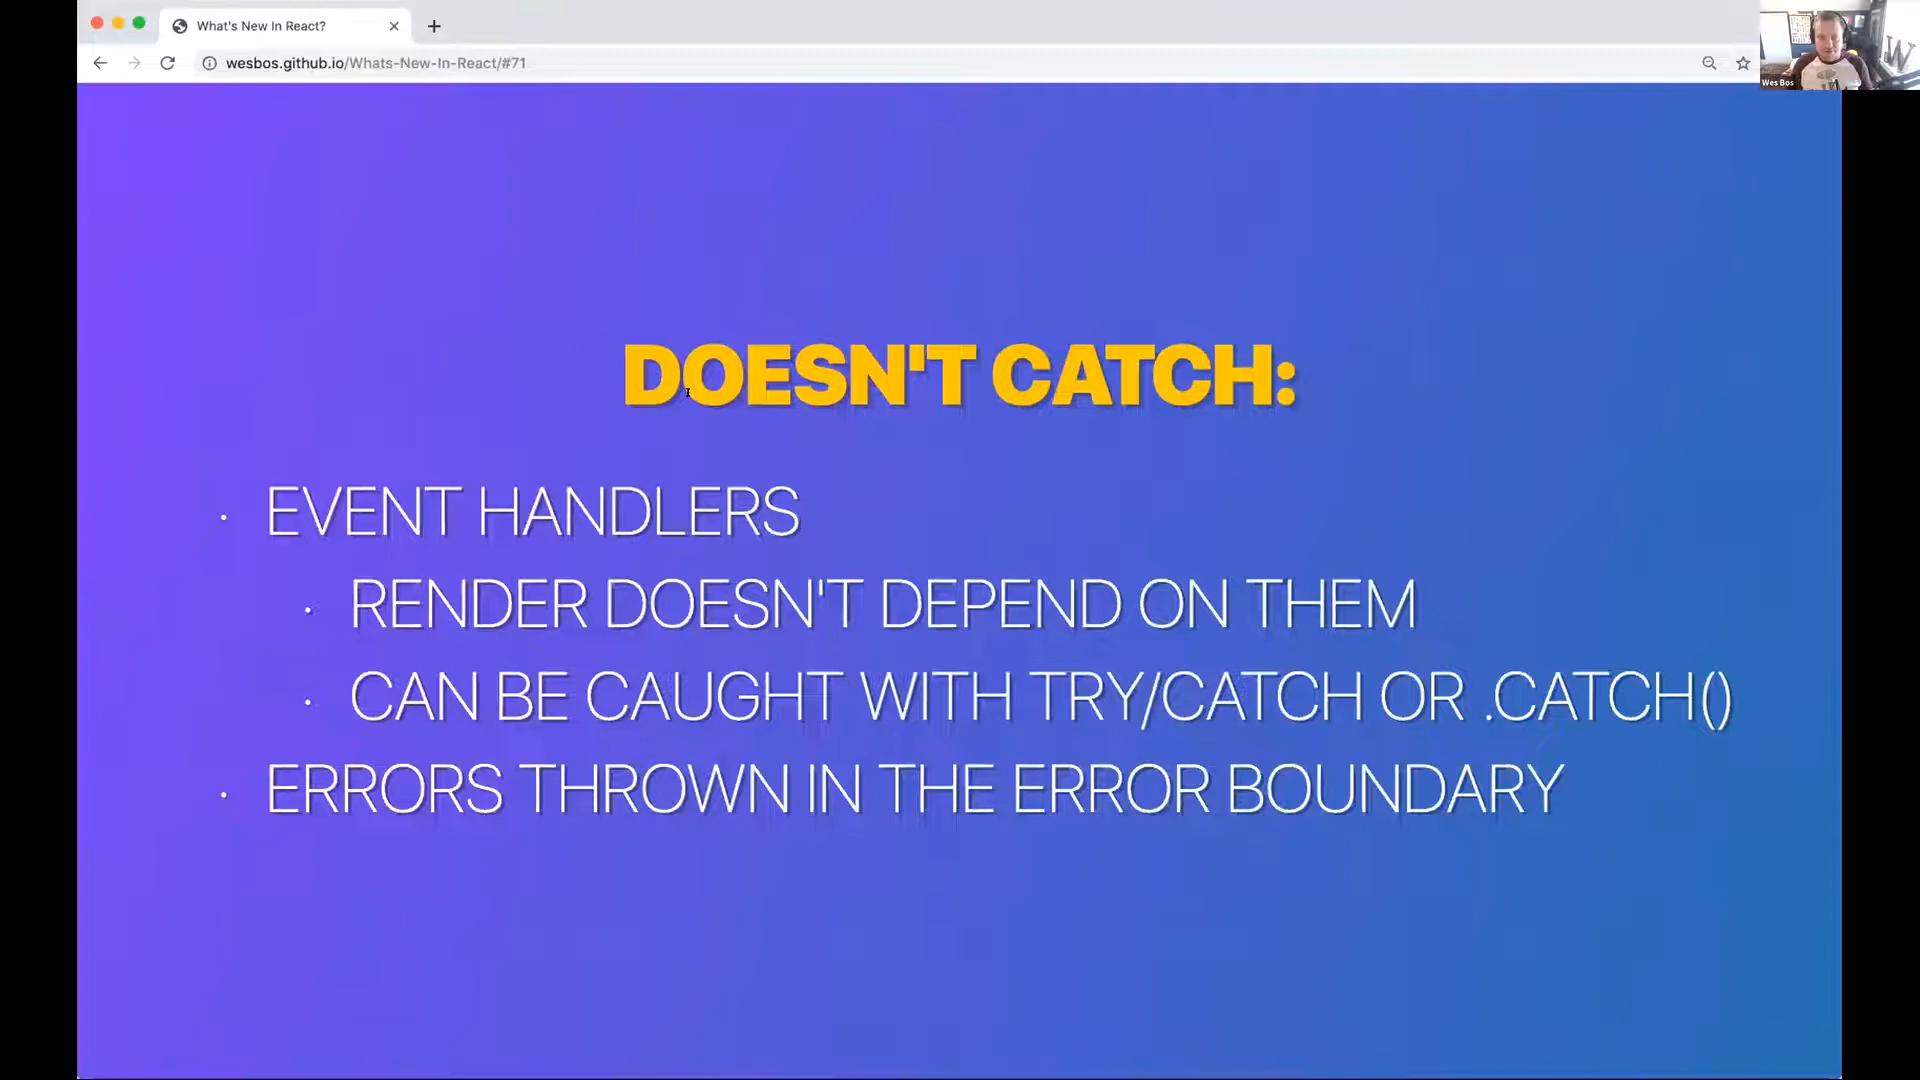 What's New In React?
wesbos.github.io/Whats-New-In-React/#71
Wes Bos
DOESN'T CATCH:
· EVENT HANDLERS
· RENDER DOESN'T DEPEND ON THEM
· CAN BE CAUGHT WITH TRY/CATCH OR .CATCH()
· ERRORS THROWN IN THE ERROR BOUNDARY